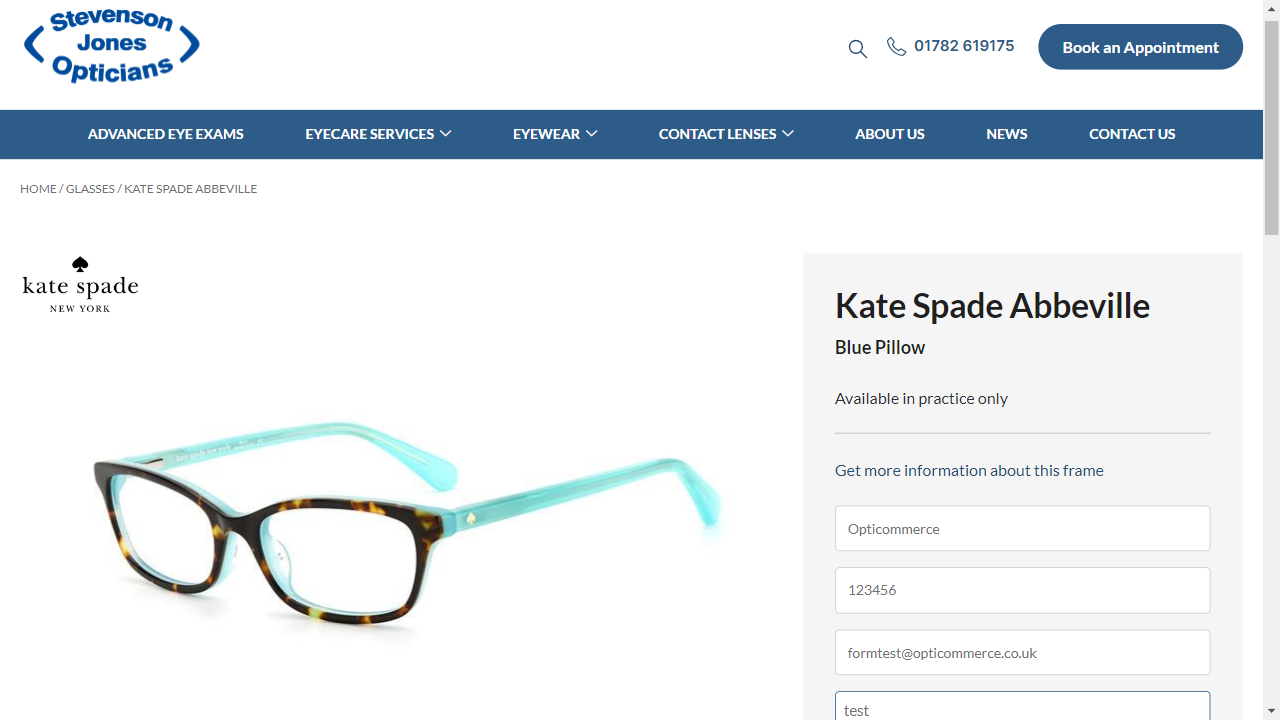 Stevenson
Jones
Opticians
01782 619175
Book an Appointment
ADVANCED EYE EXAMS
EYECARE SERVICES
EYEWEAR
CONTACT LENSES
ABOUT US
NEWS
CONTACT US
HOME / GLASSES / KATE SPADE ABBEVILLE
kate spade
NEW YORK
Kate Spade Abbeville
Blue Pillow
Available in practice only
Get more information about this frame
Opticommerce
123456
formtest@opticommerce.co.uk
test